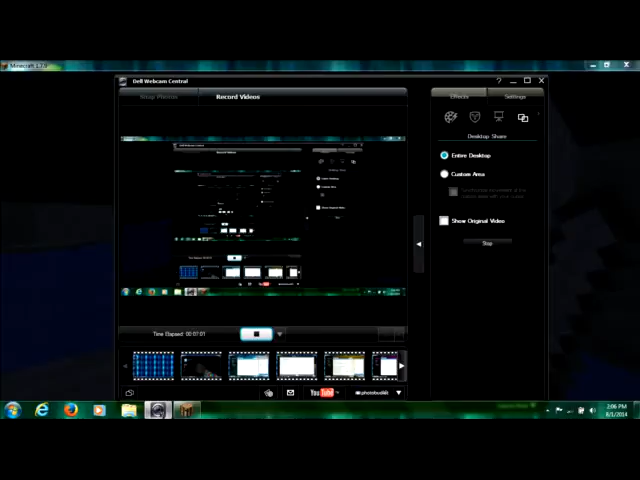 Minecraft 1.7.9
Dell Webcam Central
?
Snap Photos
Record Videos
Effects
Settings
Desktop Share
Entire Desktop
Custom Area
Show Original Video
Stop
Time Elapsed: 00:07:01
YouTube
photobucket
2:06 PM
8/1/2014